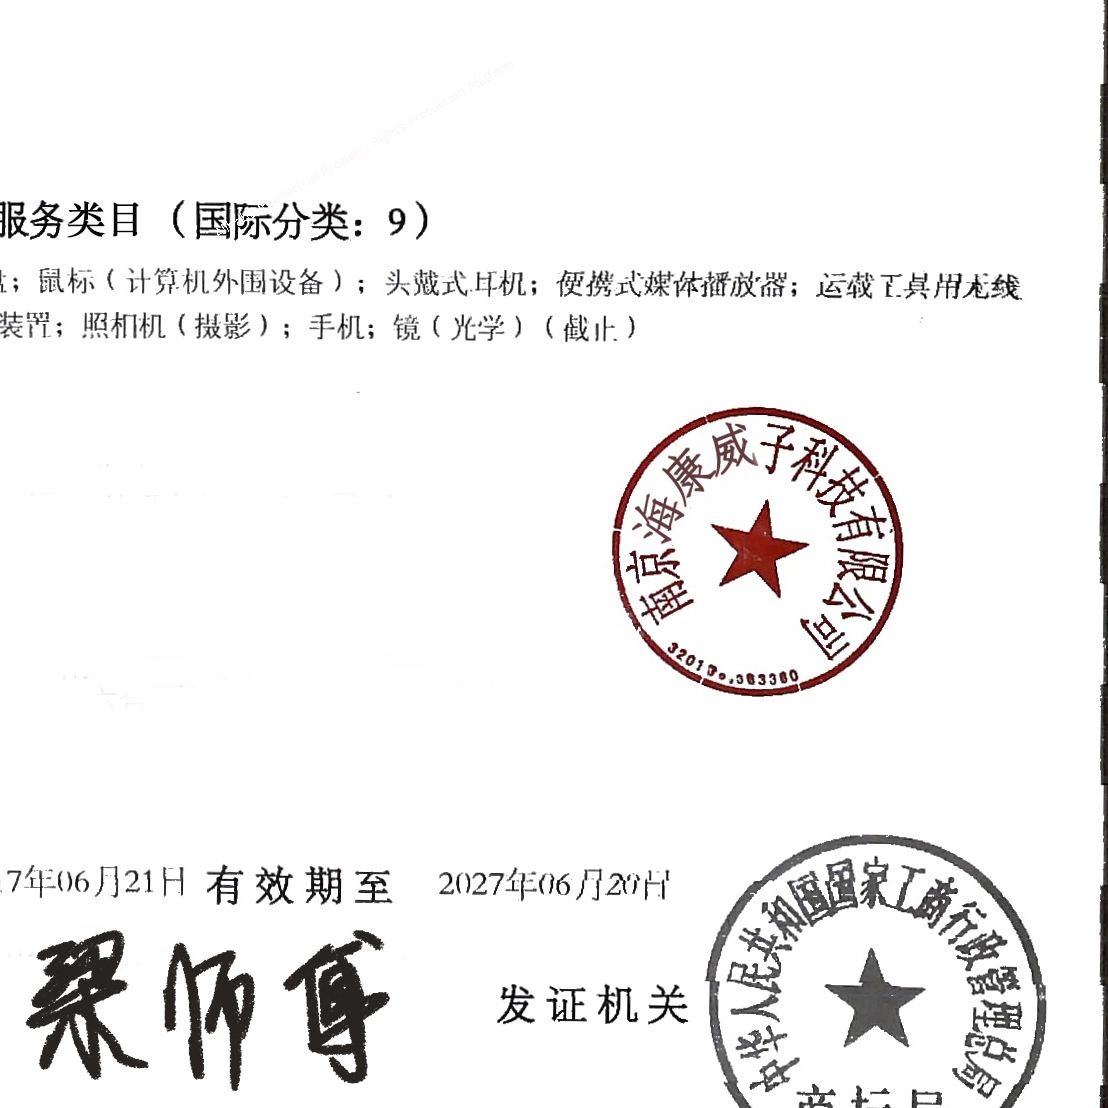 服务类目（国际分类：9）
盘；鼠标（计算机外围设备）；头戴式耳机；便携式媒体播放器；运载工具用无线
装置；照相机（摄影）；手机；镜（光学）（截止）
南京海康威子科技有限公司
7年06月21日 有效期至 2027年06月20日
发证机关
中华人民共和国国家工商行政管理总局
商标局